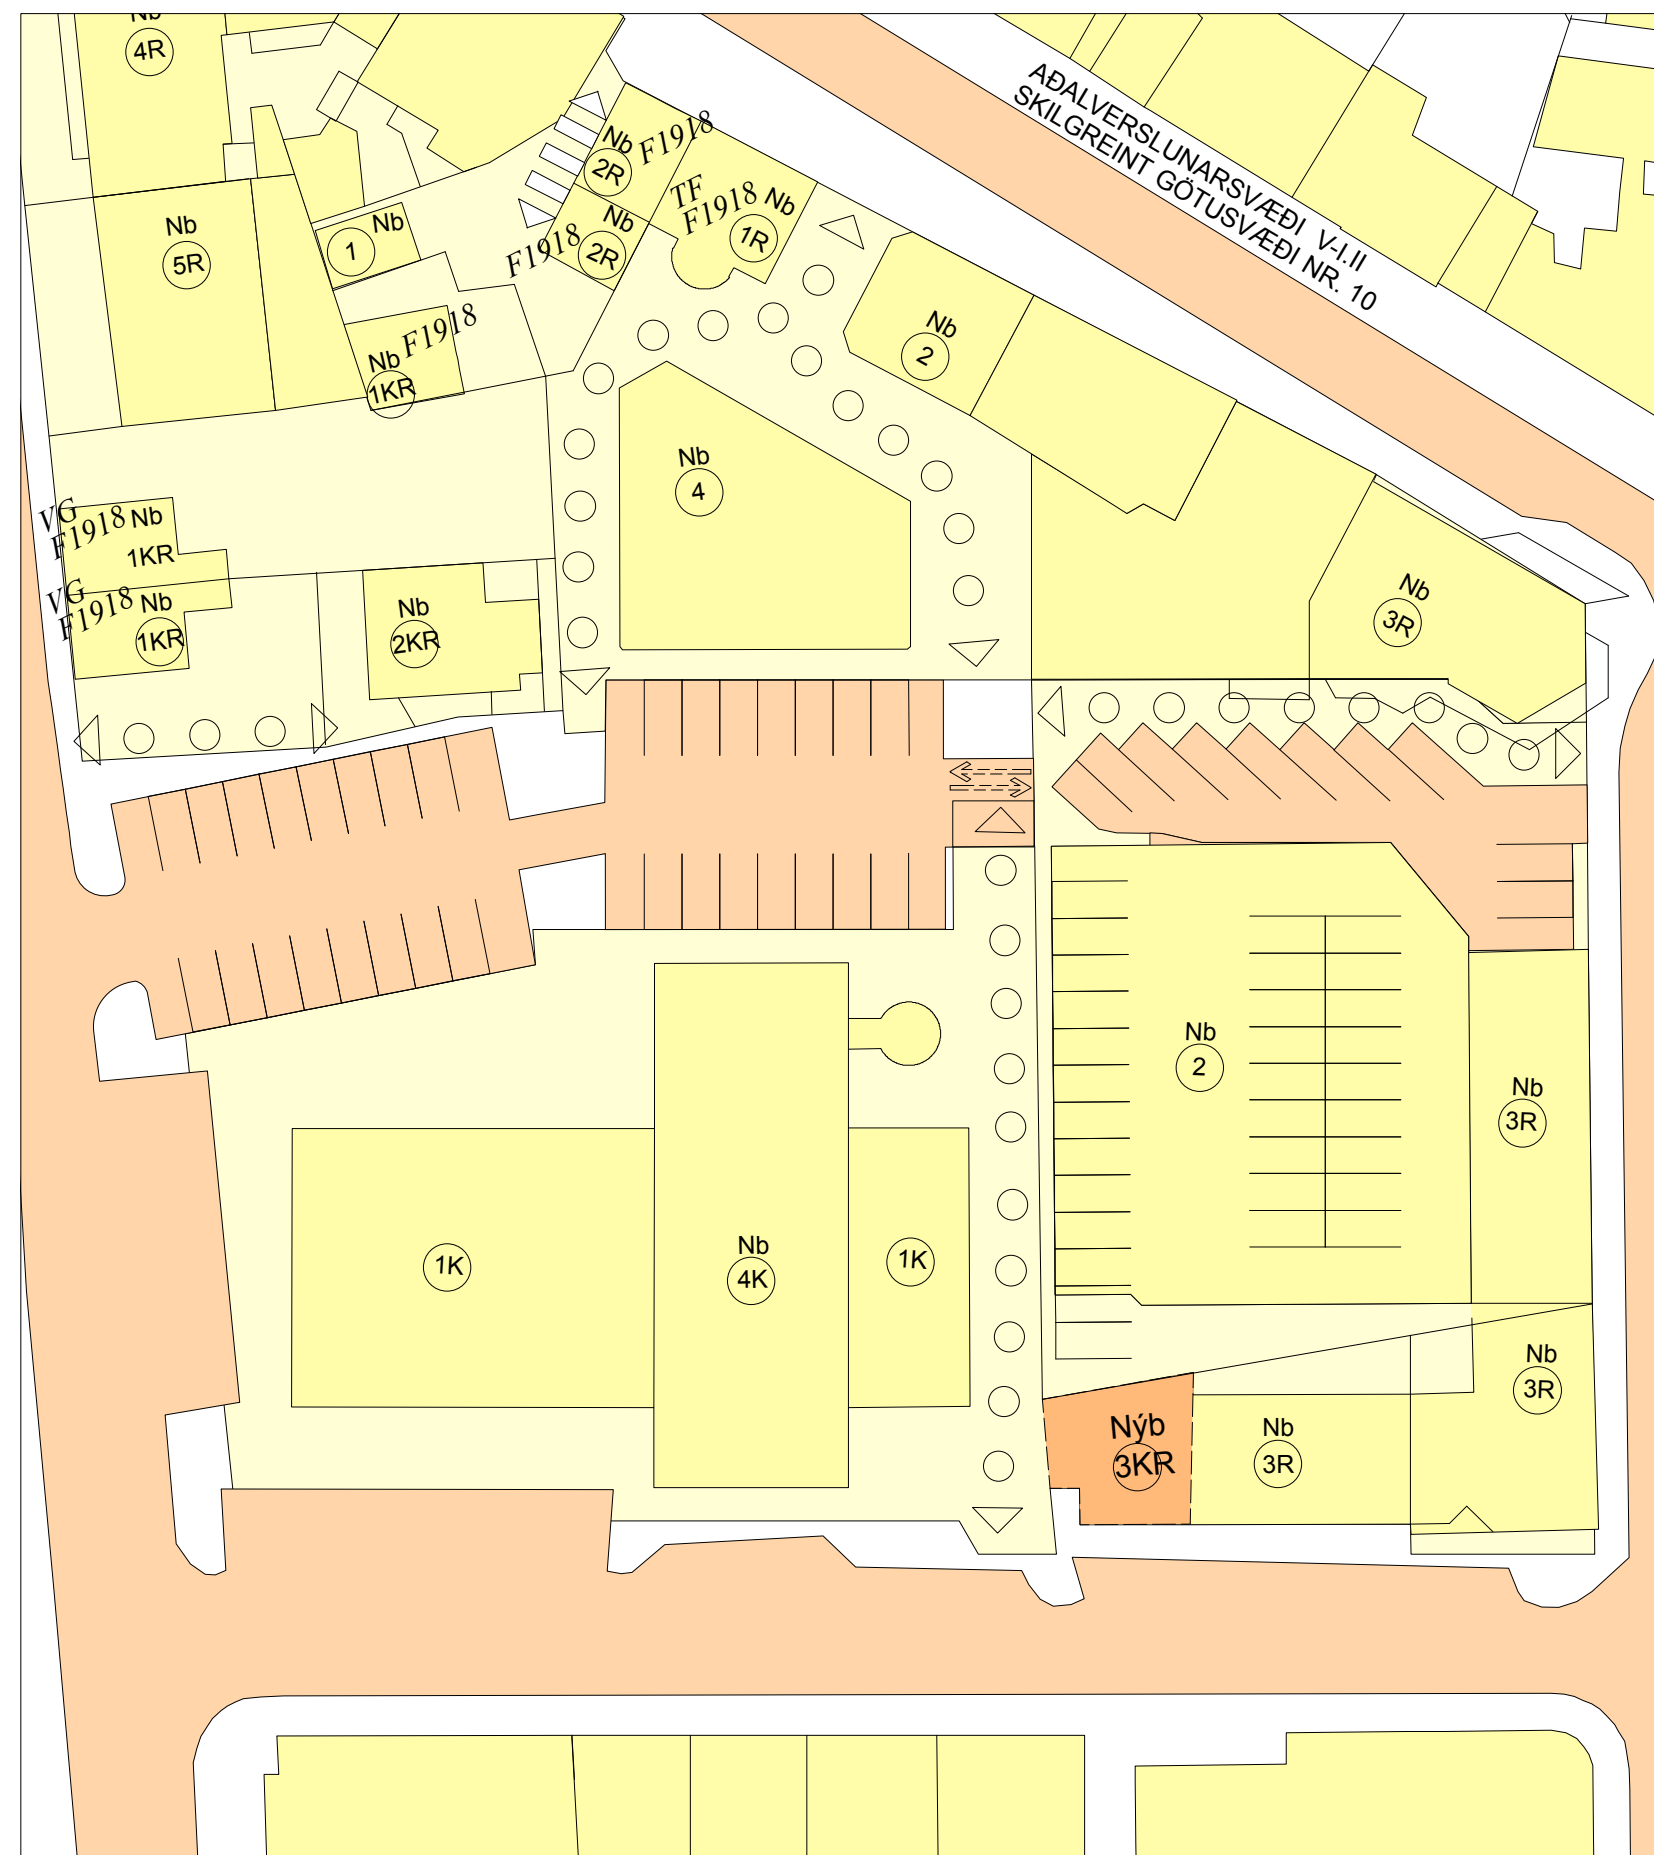 Nb
4R
AÐALVERSLUNARSVÆÐI V-I.II
SKILGREINT GÖTUSVÆÐI NR. 10
Nb
2R
F1918
TF
F1918
Nb
1R
Nb
5R
1
Nb
F1918
Nb
2R
Nb
2
F1918
Nb
1KR
Nb
4
VG
F1918
Nb
1KR
VG
F1918
Nb
1KR
Nb
2KR
Nb
3R
Nb
2
Nb
3R
1K
Nb
4K
1K
Nb
3R
Nýb
3KR
Nb
3R